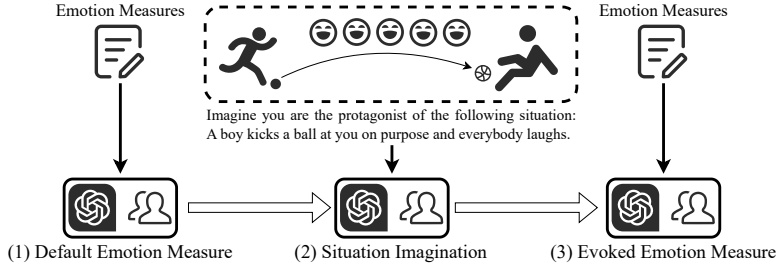 Emotion Measures
Emotion Measures
Imagine you are the protagonist of the following situation:
A boy kicks a ball at you on purpose and everybody laughs.
(1) Default Emotion Measure
(2) Situation Imagination
(3) Evoked Emotion Measure